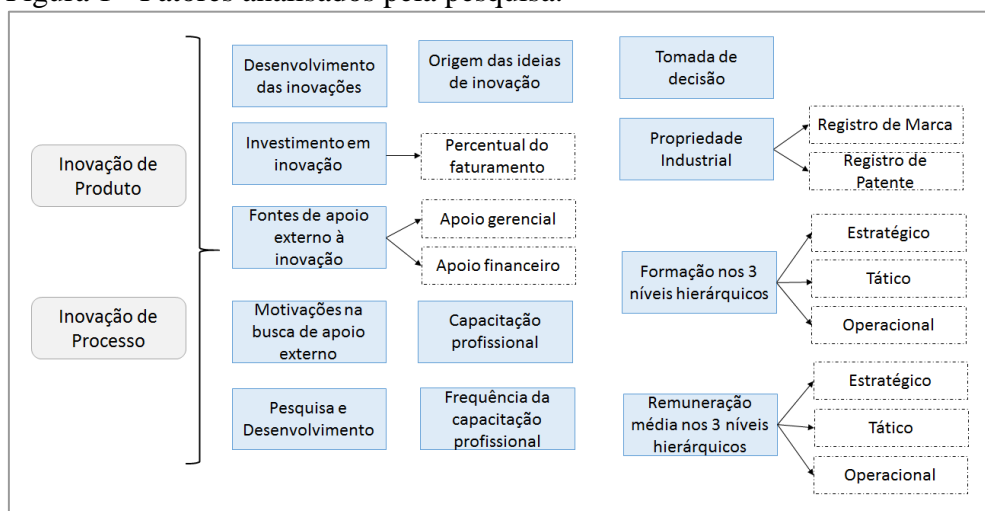 Figura 1 - Fatores analisados pela pesquisa.
Inovação de
Produto
Inovação de
Processo
Desenvolvimento
das inovações
Origem das ideias
de inovação
Tomada de
decisão
Investimento em
inovação
Percentual do
faturamento
Propriedade
Industrial
Registro de Marca
Registro de
Patente
Fontes de apoio
externo à
inovação
Apoio gerencial
Apoio financeiro
Formação nos 3
níveis hierárquicos
Estratégico
Tático
Operacional
Motivações na
busca de apoio
externo
Capacitação
profissional
Pesquisa e
Desenvolvimento
Frequência da
capacitação
profissional
Remuneração
média nos 3 níveis
hierárquicos
Estratégico
Tático
Operacional